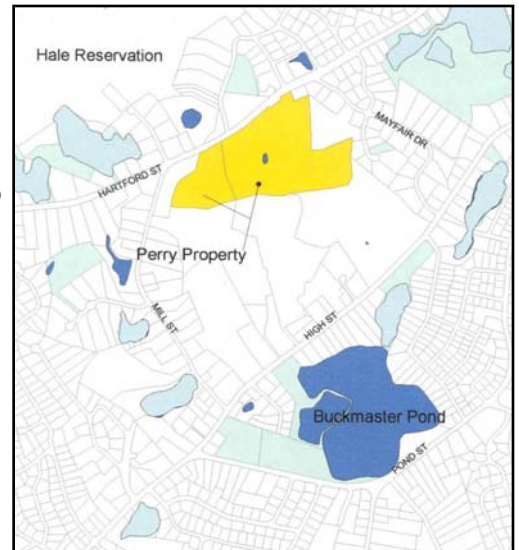 Hale Reservation
MAYFAIR DR
HARTFORD ST
Perry Property
MILL ST
HIGH ST
Buckmaster Pond
POND ST